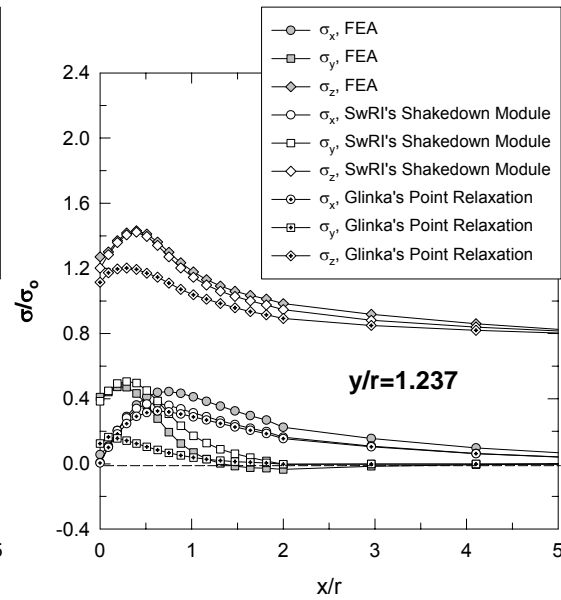 σx, FEA
σy, FEA
σz, FEA
σx, SwRI's Shakedown Module
σy, SwRI's Shakedown Module
σz, SwRI's Shakedown Module
σx, Glinka's Point Relaxation
σy, Glinka's Point Relaxation
σz, Glinka's Point Relaxation
2.4
2.0
1.6
1.2
0.8
0.4
0.0
-0.4
σ/σo
y/r=1.237
5
0 1 2 3 4 5
x/r